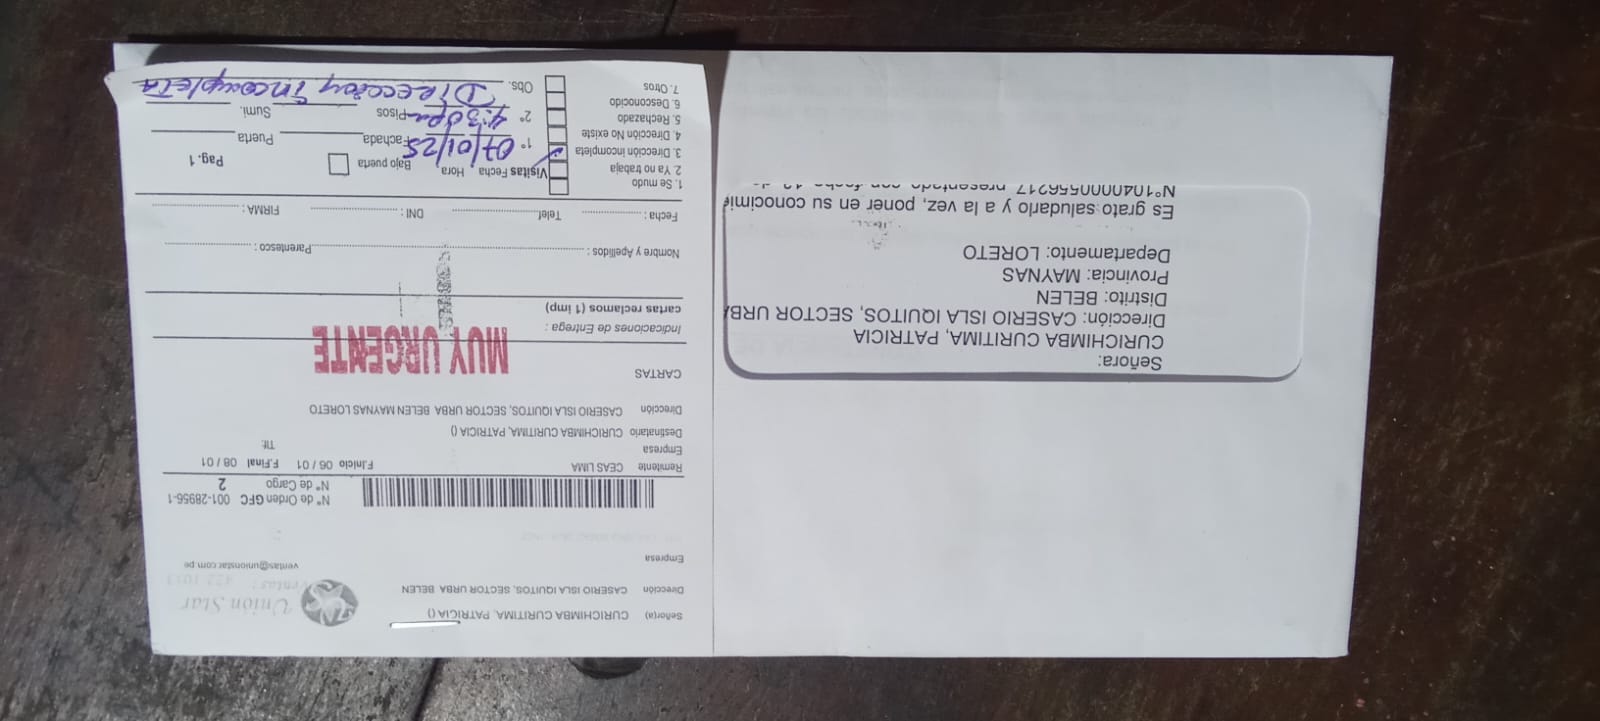 Señor(a) CURICHIMBA CURITIMA, PATRICIA ()
Dirección CASERIO ISLA IQUITOS, SECTOR URBA BELEN
Empresa
Unión Star
ventas@unionstar.com.pe
N° de Orden GFC 001-28956-1
N° de Cargo 2
Remitente CEAS LIMA F.Inicio 06 / 01 F.Final 08 / 01
Empresa Tlf:
Destinatario CURICHIMBA CURITIMA, PATRICIA ()
Dirección CASERIO ISLA IQUITOS, SECTOR URBA BELEN MAYNAS LORETO
CARTAS
MUY URGENTE
Indicaciones de Entrega :
cartas reclamos (1 imp)
Nombre y Apellidos : Parentesco :
Fecha : Telef DNI : FIRMA :
1. Se mudo
2. Ya no trabaja
3. Dirección incompleta
4. Dirección No existe
5. Rechazado
6. Desconocido
7. Otros
Visitas Fecha Hora Bajo puerta Pag. 1
1° 07/01/25 Fachada Puerta
2° 4:30pm Pisos Sumi.
Obs. Dirección incompleta
Señora:
CURICHIMBA CURITIMA, PATRICIA
Dirección: CASERIO ISLA IQUITOS, SECTOR URBA
Distrito: BELEN
Provincia: MAYNAS
Departamento: LORETO
Es grato saludarlo y a la vez, poner en su conocimie
N°1040000556217 presentado con fecha 13 de